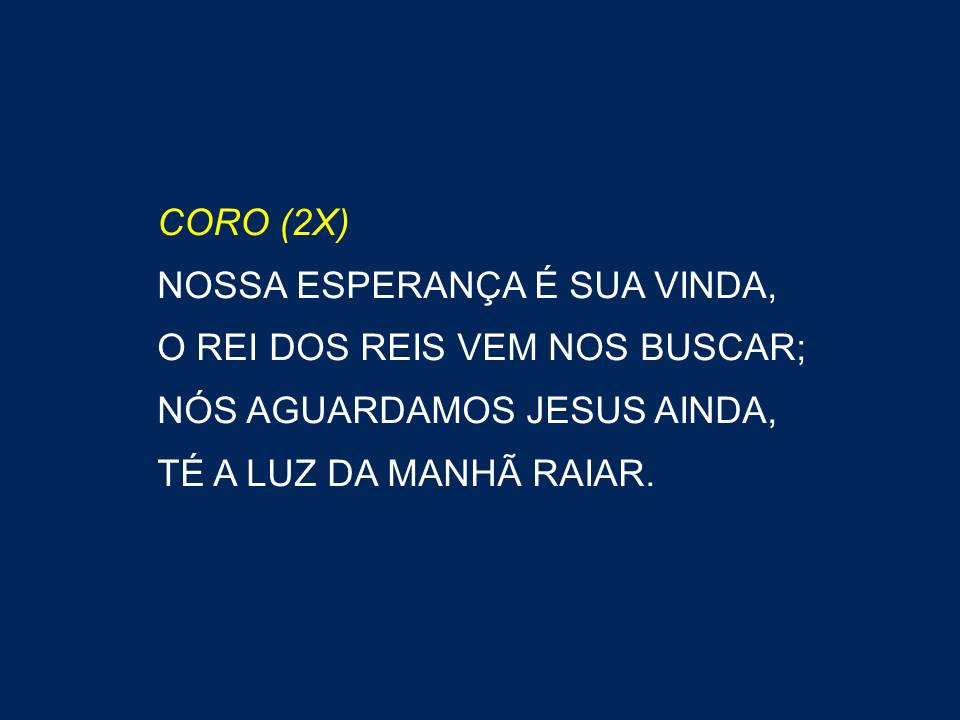 CORO (2X)
NOSSA ESPERANÇA É SUA VINDA,
O REI DOS REIS VEM NOS BUSCAR;
NÓS AGUARDAMOS JESUS AINDA,
TÉ A LUZ DA MANHÃ RAIAR.